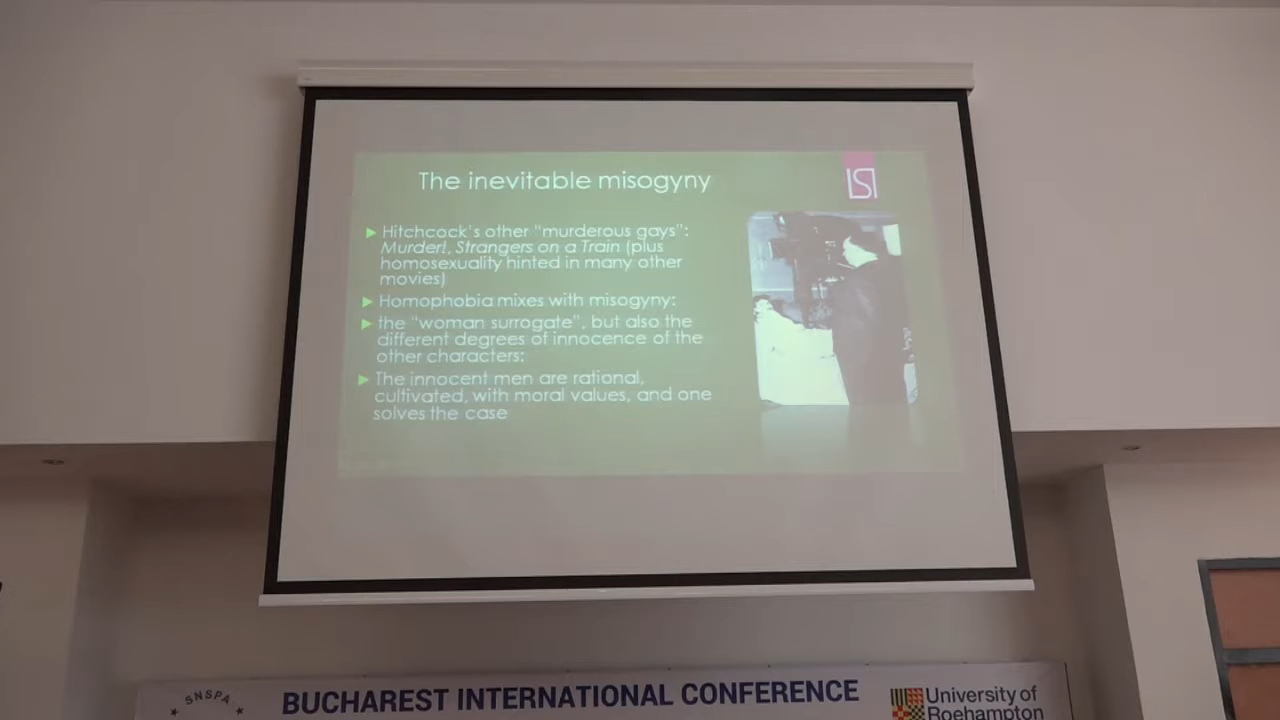 The inevitable misogyny
LSI
Hitchcock's other "murderous gays":
Murder!, Strangers on a Train (plus
homosexuality hinted in many other
movies)
Homophobia mixes with misogyny:
the "woman surrogate", but also the
different degrees of innocence of the
other characters:
The innocent men are rational,
cultivated, with moral values, and one
solves the case
SNSPA
BUCHAREST INTERNATIONAL CONFERENCE
University of
Roehampton